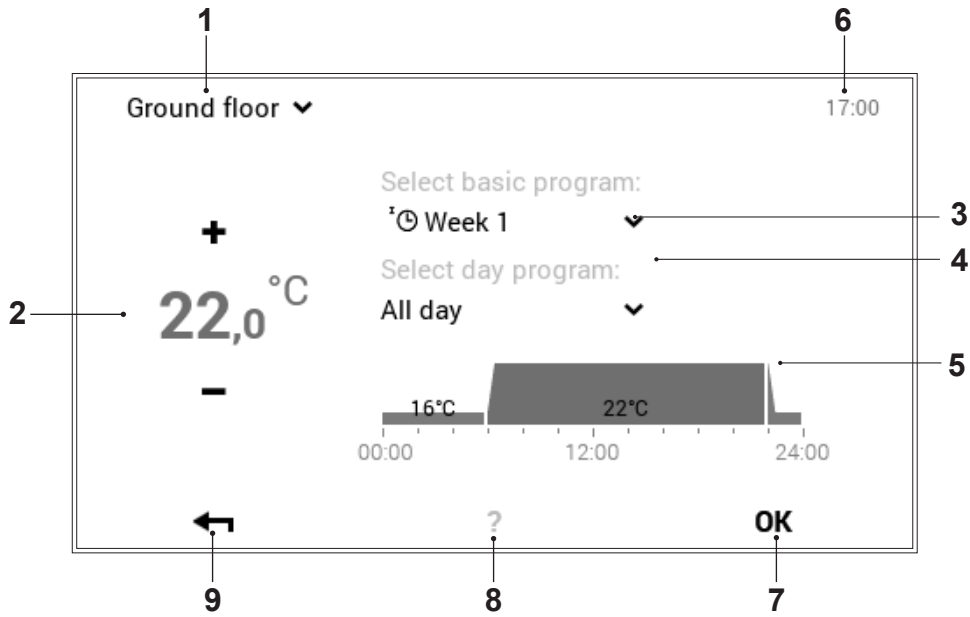 1
6
Ground floor
17:00
Select basic program:
z Week 1
3
+
4
Select day program:
2
22,0 °C
All day
5
−
16°C
22°C
00:00
12:00
24:00
?
OK
9
8
7